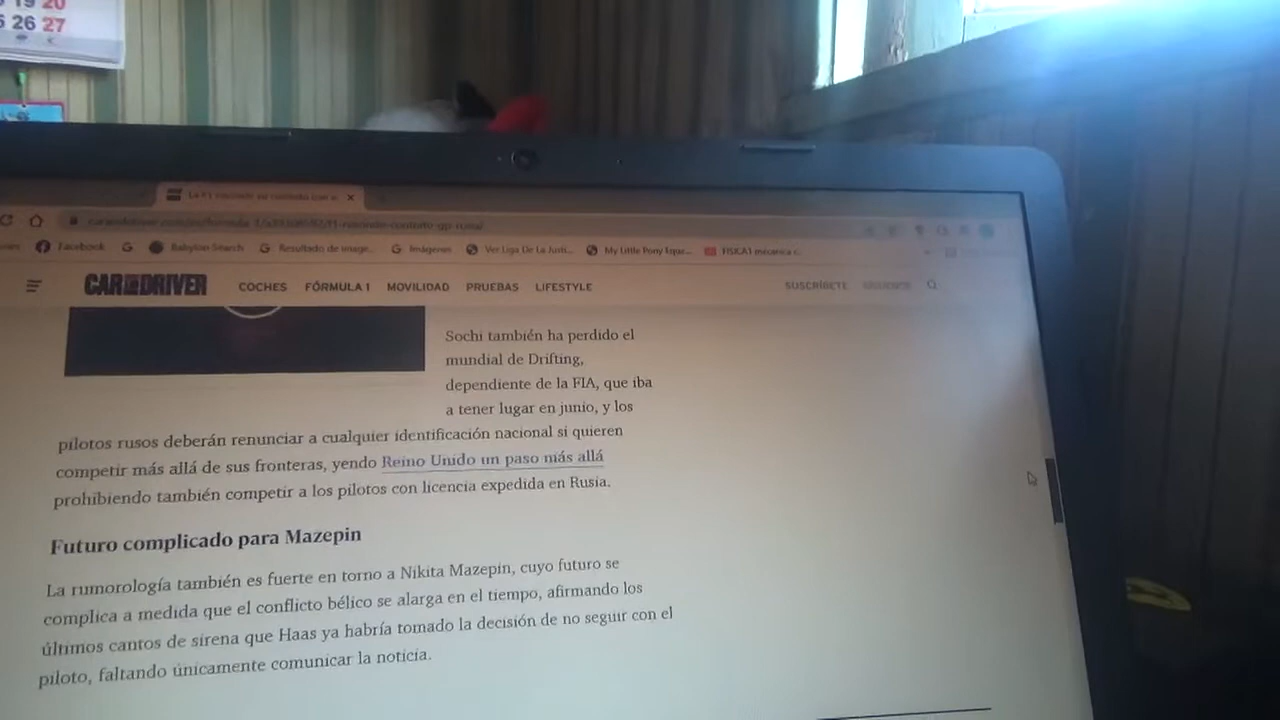 19 20
26 27
Facebook
Babylon Search
Resultado de image...
Imágenes
Ver Liga De La Justi...
My Little Pony Eque...
FISICA1 mecanica c...
CAR AND DRIVER
COCHES FÓRMULA 1 MOVILIDAD PRUEBAS LIFESTYLE SUSCRÍBETE
Sochi también ha perdido el
mundial de Drifting,
dependiente de la FIA, que iba
a tener lugar en junio, y los
pilotos rusos deberán renunciar a cualquier identificación nacional si quieren
competir más allá de sus fronteras, yendo Reino Unido un paso más allá
prohibiendo también competir a los pilotos con licencia expedida en Rusia.
Futuro complicado para Mazepin
La rumorología también es fuerte en torno a Nikita Mazepin, cuyo futuro se
complica a medida que el conflicto bélico se alarga en el tiempo, afirmando los
últimos cantos de sirena que Haas ya habría tomado la decisión de no seguir con el
piloto, faltando únicamente comunicar la noticia.